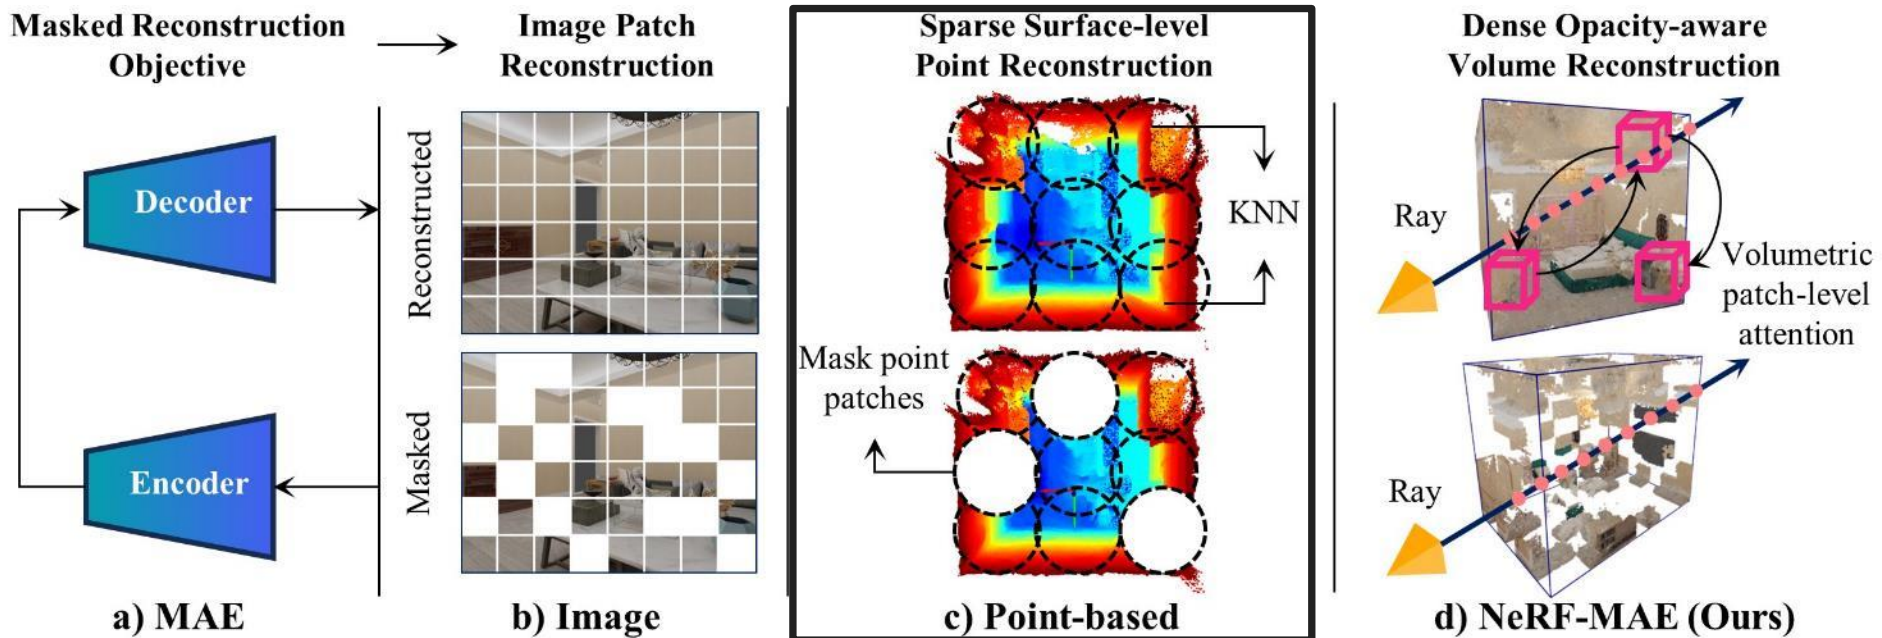 Masked Reconstruction
Objective
Image Patch
Reconstruction
Sparse Surface-level
Point Reconstruction
Dense Opacity-aware
Volume Reconstruction
Decoder
Encoder
Reconstructed
Masked
KNN
Mask point
patches
Ray
Volumetric
patch-level
attention
Ray
a) MAE
b) Image
c) Point-based
d) NeRF-MAE (Ours)